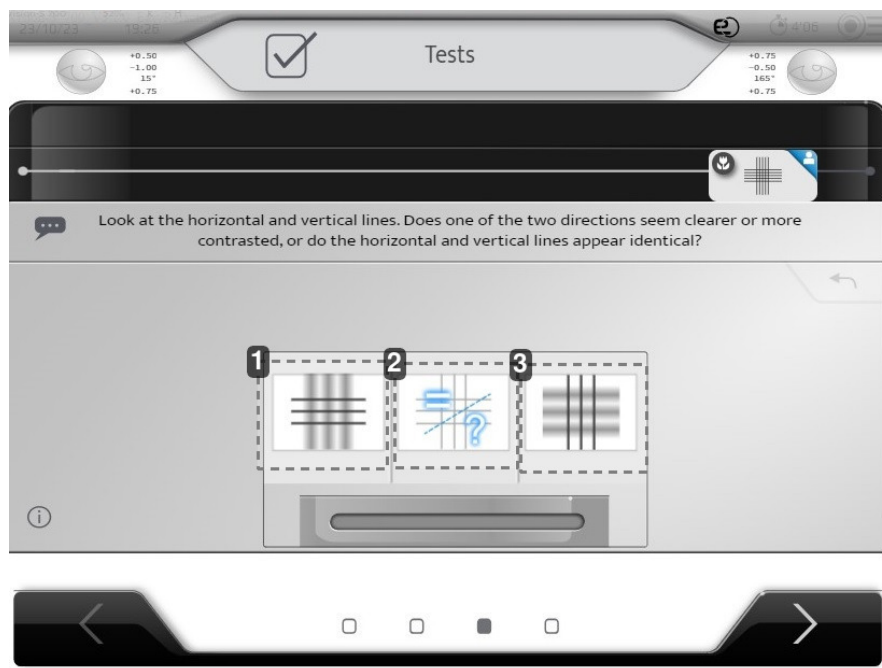 23/10/23 19:26
Tests
4'06
+0.50
-1.00
15°
+0.75
+0.75
-0.50
165°
+0.75
Look at the horizontal and vertical lines. Does one of the two directions seem clearer or more
contrasted, or do the horizontal and vertical lines appear identical?
1 2 3
= ?
i